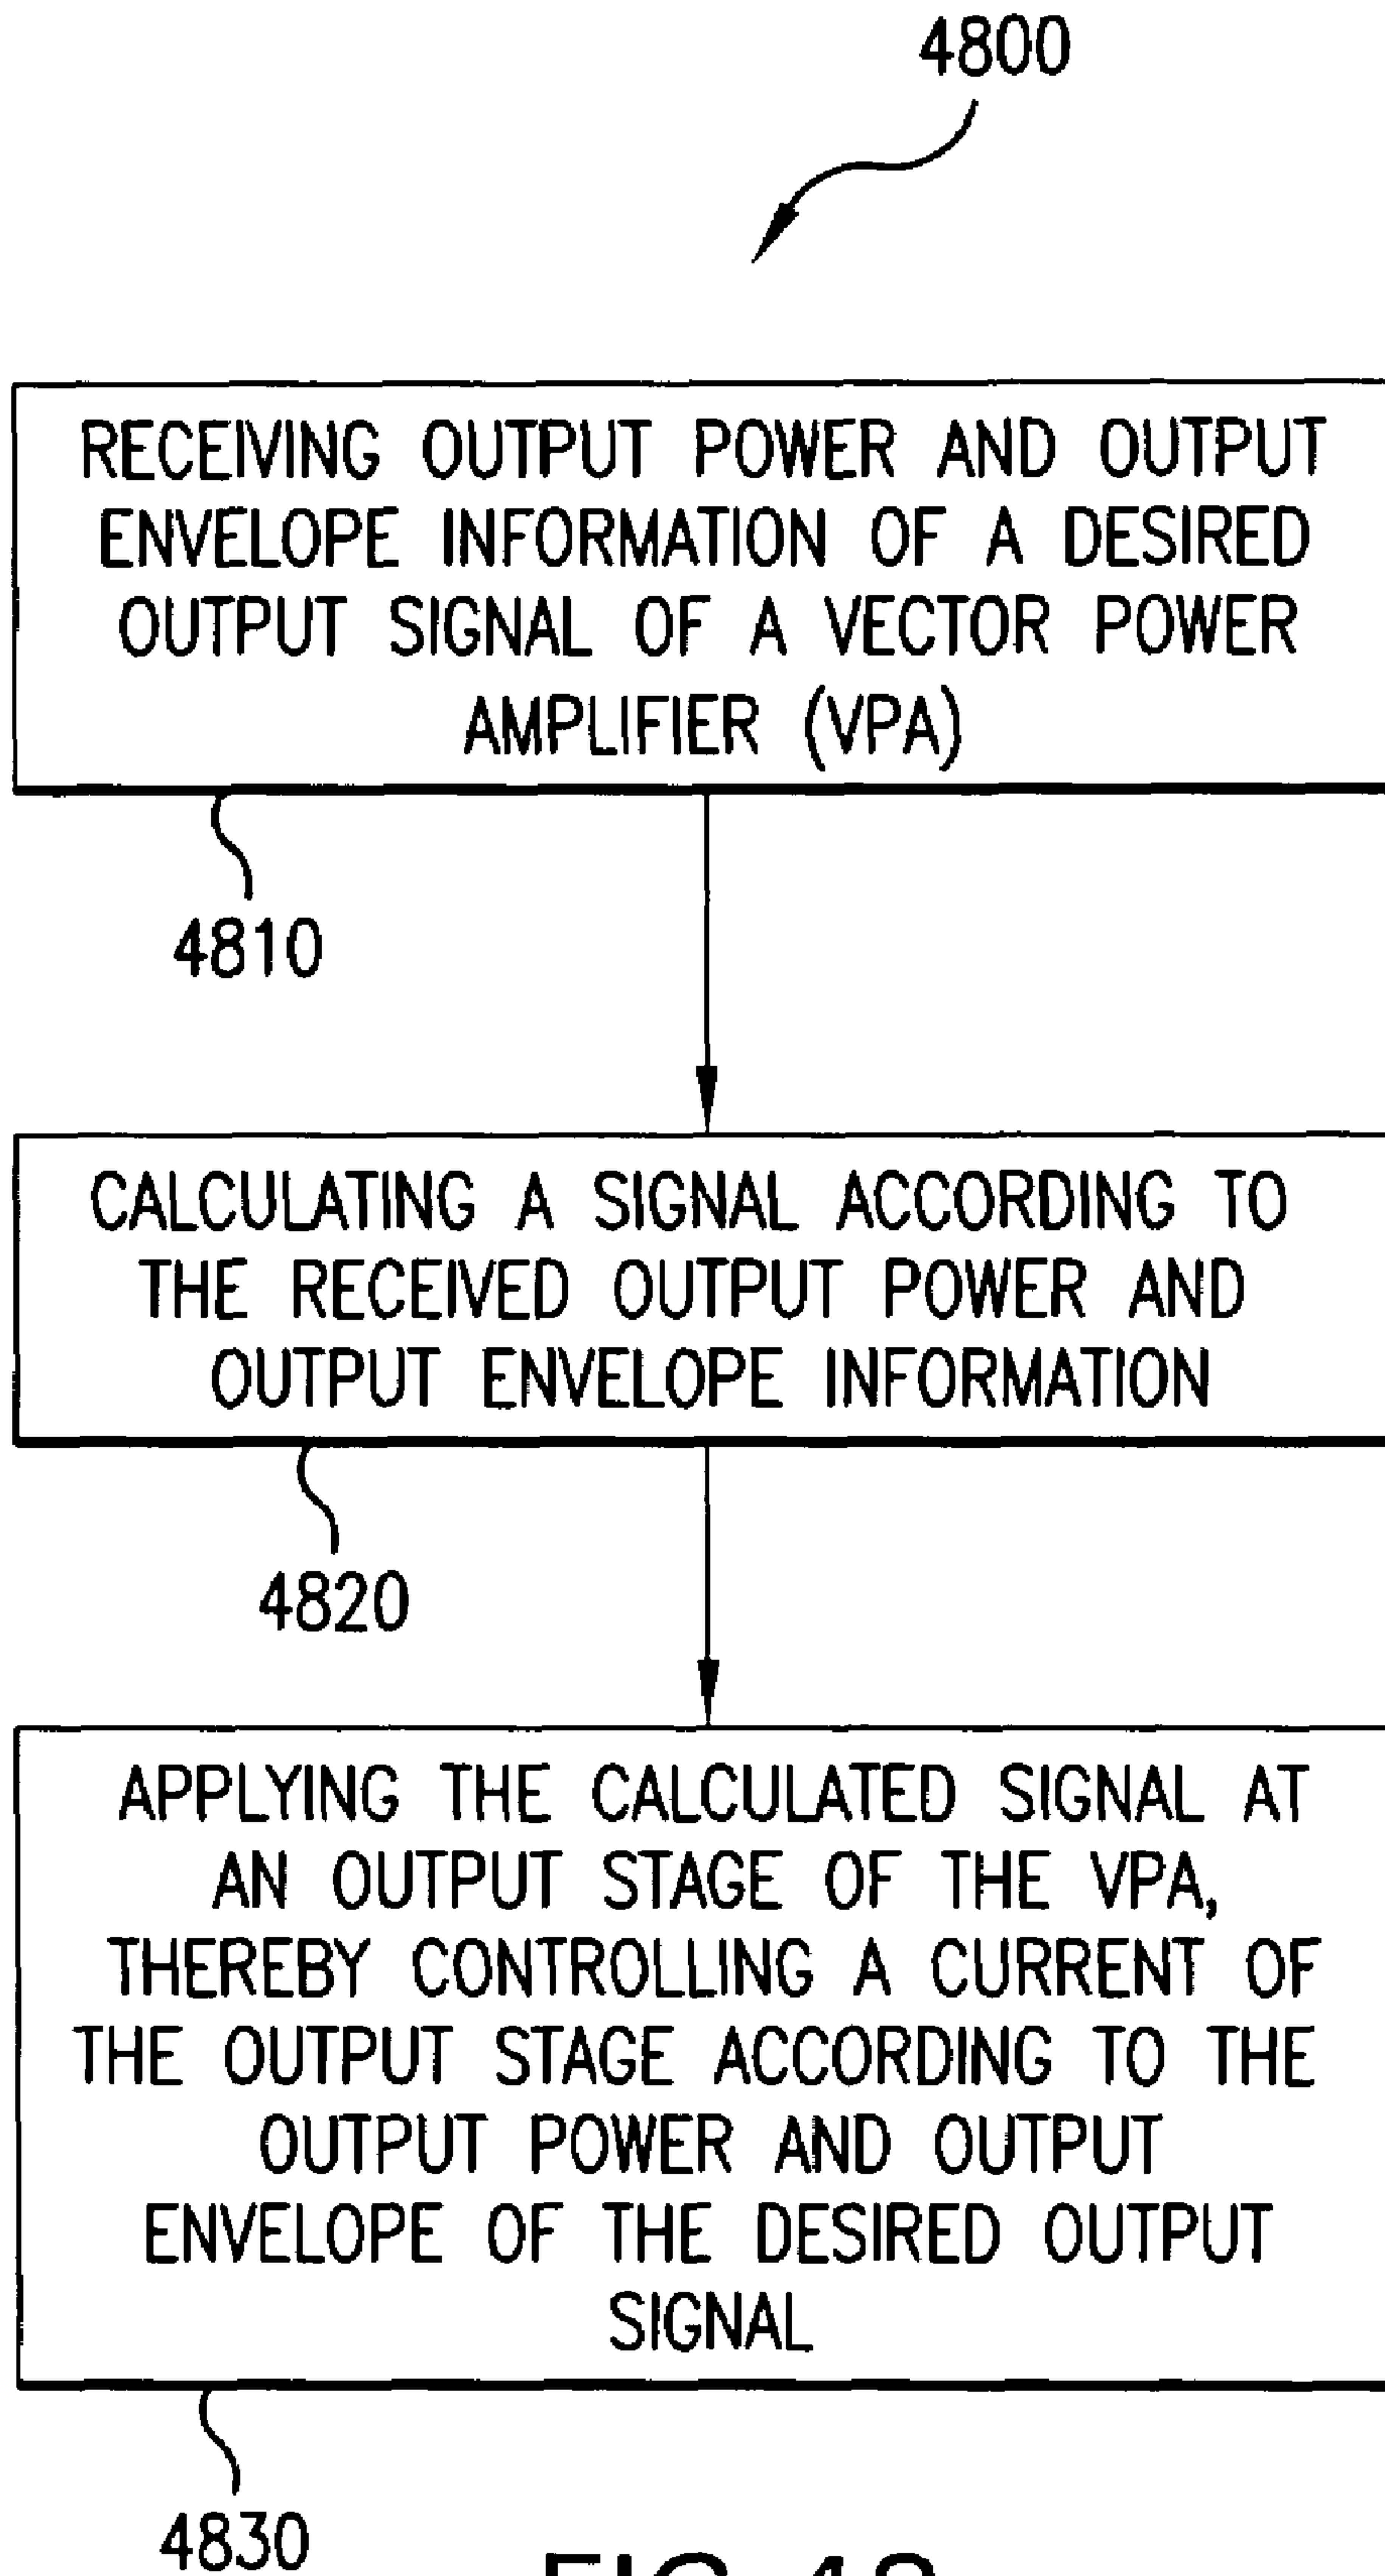 4800
RECEIVING OUTPUT POWER AND OUTPUT
ENVELOPE INFORMATION OF A DESIRED
OUTPUT SIGNAL OF A VECTOR POWER
AMPLIFIER (VPA)
4810
CALCULATING A SIGNAL ACCORDING TO
THE RECEIVED OUTPUT POWER AND
OUTPUT ENVELOPE INFORMATION
4820
APPLYING THE CALCULATED SIGNAL AT
AN OUTPUT STAGE OF THE VPA,
THEREBY CONTROLLING A CURRENT OF
THE OUTPUT STAGE ACCORDING TO THE
OUTPUT POWER AND OUTPUT
ENVELOPE OF THE DESIRED OUTPUT
SIGNAL
4830